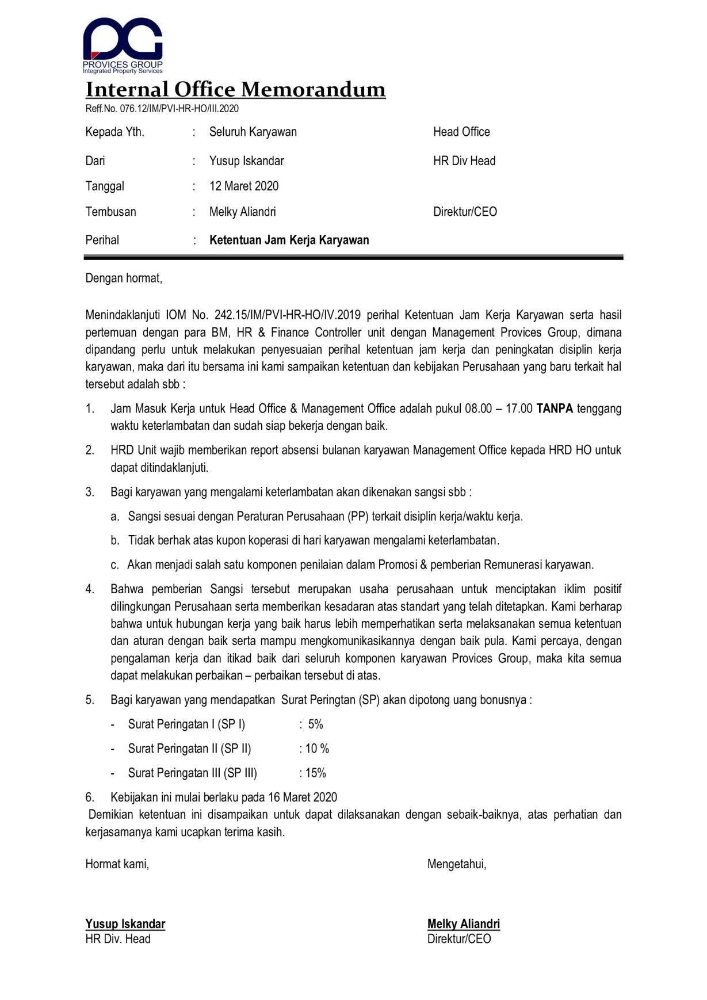 PROVICES GROUP
Integrated Property Services
Internal Office Memorandum
Reff.No. 076.12/IM/PVI-HR-HO/III.2020
Kepada Yth. : Seluruh Karyawan Head Office
Dari : Yusup Iskandar HR Div Head
Tanggal : 12 Maret 2020
Tembusan : Melky Aliandri Direktur/CEO
Perihal : Ketentuan Jam Kerja Karyawan
Dengan hormat,
Menindaklanjuti IOM No. 242.15/IM/PVI-HR-HO/IV.2019 perihal Ketentuan Jam Kerja Karyawan serta hasil
pertemuan dengan para BM, HR & Finance Controller unit dengan Management Provices Group, dimana
dipandang perlu untuk melakukan penyesuaian perihal ketentuan jam kerja dan peningkatan disiplin kerja
karyawan, maka dari itu bersama ini kami sampaikan ketentuan dan kebijakan Perusahaan yang baru terkait hal
tersebut adalah sbb :
1. Jam Masuk Kerja untuk Head Office & Management Office adalah pukul 08.00 – 17.00 TANPA tenggang
waktu keterlambatan dan sudah siap bekerja dengan baik.
2. HRD Unit wajib memberikan report absensi bulanan karyawan Management Office kepada HRD HO untuk
dapat ditindaklanjuti.
3. Bagi karyawan yang mengalami keterlambatan akan dikenakan sangsi sbb :
a. Sangsi sesuai dengan Peraturan Perusahaan (PP) terkait disiplin kerja/waktu kerja.
b. Tidak berhak atas kupon koperasi di hari karyawan mengalami keterlambatan.
c. Akan menjadi salah satu komponen penilaian dalam Promosi & pemberian Remunerasi karyawan.
4. Bahwa pemberian Sangsi tersebut merupakan usaha perusahaan untuk menciptakan iklim positif
dilingkungan Perusahaan serta memberikan kesadaran atas standart yang telah ditetapkan. Kami berharap
bahwa untuk hubungan kerja yang baik harus lebih memperhatikan serta melaksanakan semua ketentuan
dan aturan dengan baik serta mampu mengkomunikasikannya dengan baik pula. Kami percaya, dengan
pengalaman kerja dan itikad baik dari seluruh komponen karyawan Provices Group, maka kita semua
dapat melakukan perbaikan – perbaikan tersebut di atas.
5. Bagi karyawan yang mendapatkan Surat Peringtan (SP) akan dipotong uang bonusnya :
- Surat Peringatan I (SP I) : 5%
- Surat Peringatan II (SP II) : 10 %
- Surat Peringatan III (SP III) : 15%
6. Kebijakan ini mulai berlaku pada 16 Maret 2020
Demikian ketentuan ini disampaikan untuk dapat dilaksanakan dengan sebaik-baiknya, atas perhatian dan
kerjasamanya kami ucapkan terima kasih.
Hormat kami, Mengetahui,
Yusup Iskandar Melky Aliandri
HR Div. Head Direktur/CEO